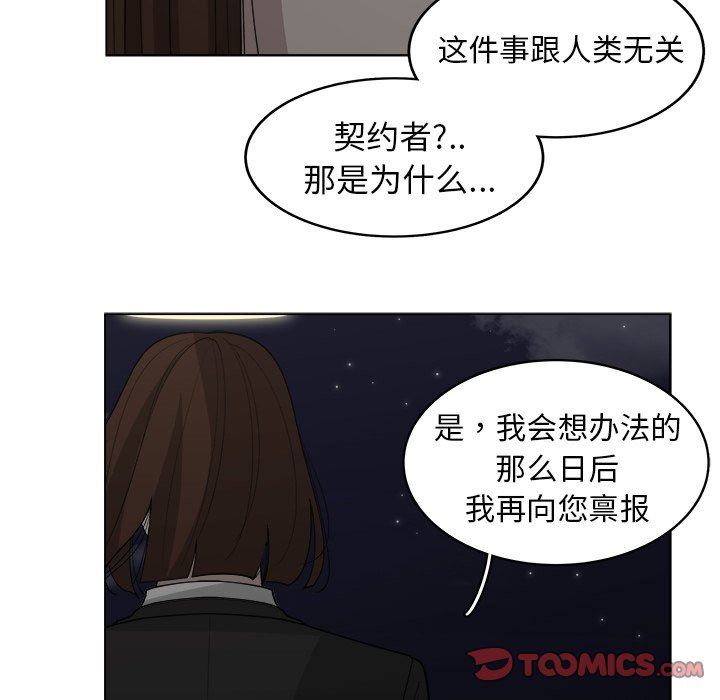 这件事跟人类无关
契约者?..
那是为什么...
是，我会想办法的
那么日后
我再向您禀报
TOOMICS.COM